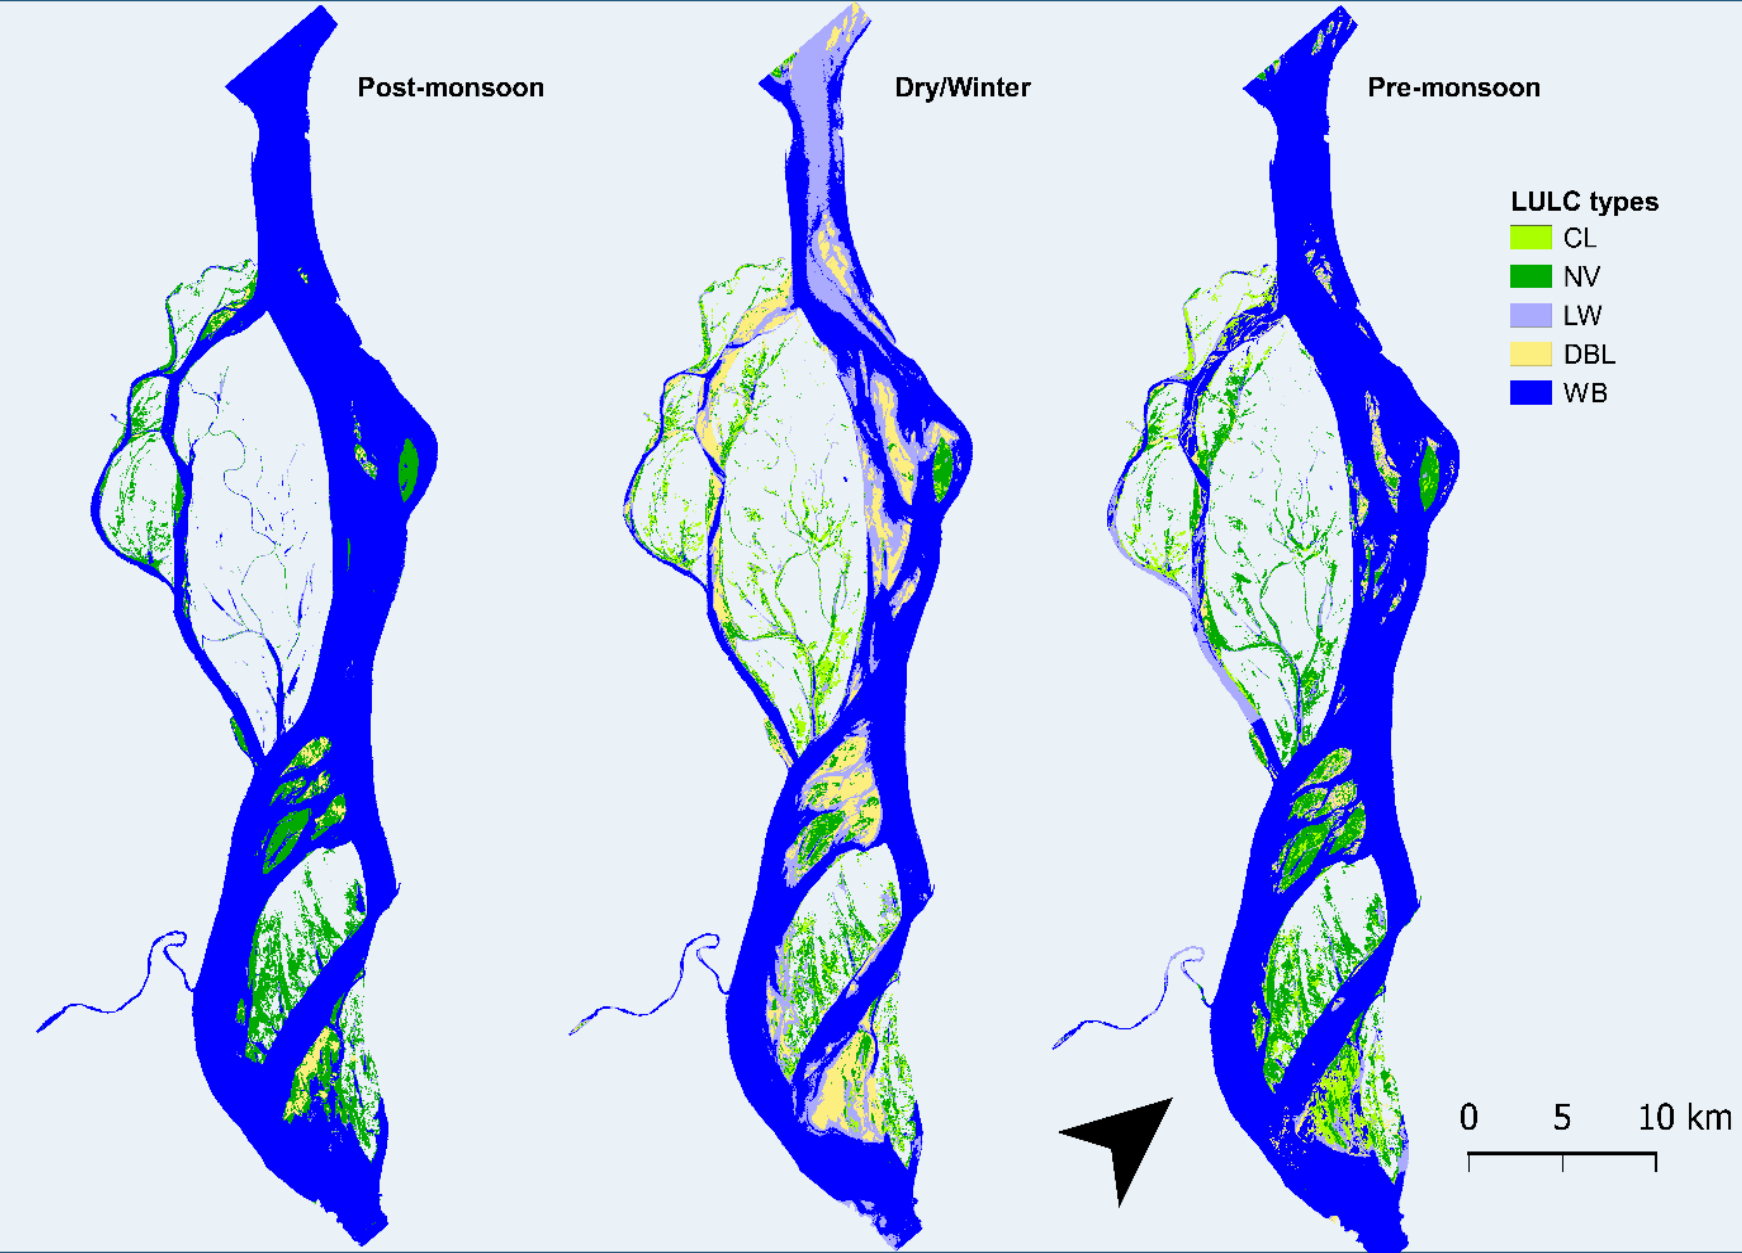 Post-monsoon
Dry/Winter
Pre-monsoon
LULC types
CL
NV
LW
DBL
WB
0 5 10 km